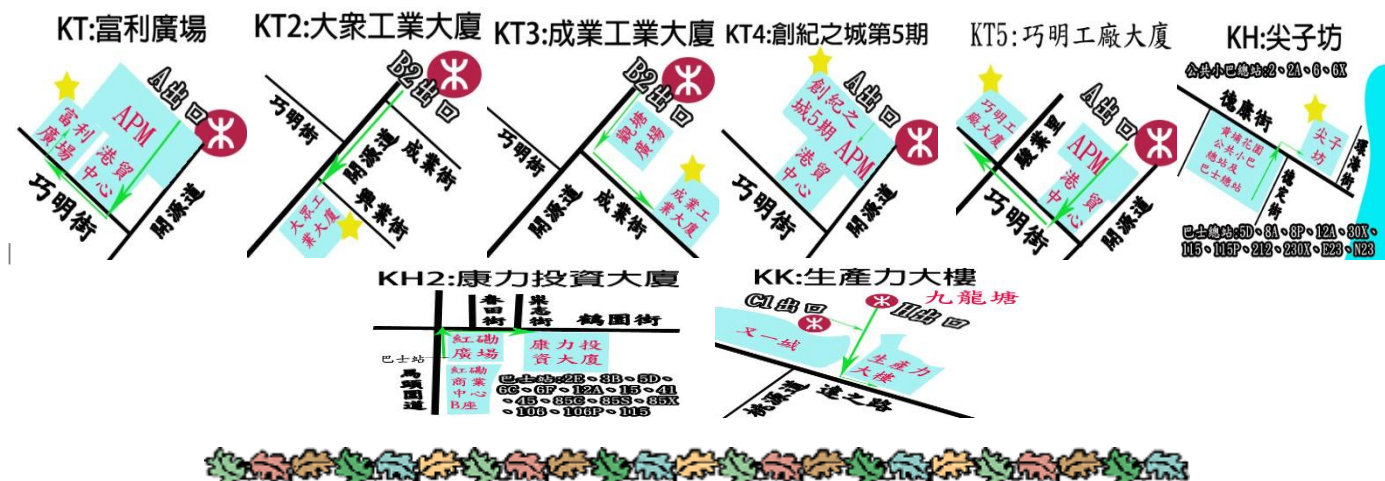 KT:富利廣場
A出口
APM
富利廣場
港貿中心
巧明街
開源道
KT2:大眾工業大廈
B2出口
巧明街
開源道
成業街
興業街
大眾工業大廈
KT3:成業工業大廈
B2出口
觀塘廣場
巧明街
開源道
成業街
成業工業大廈
KT4:創紀之城第5期
A出口
創紀之城5期
APM
港貿中心
巧明街
開源道
KT5:巧明工廠大廈
A出口
巧明工廠大廈
駿業里
APM
港貿中心
巧明街
開源道
KH:尖子坊
公共小巴總站:2、2A、6、6X
德康街
尖子坊
黃埔花園公共小巴總站及巴士總站
德定街
環海街
巴士總站:5D、8A、8P、12A、30X、
115、115P、212、230X、E23、N23
KH2:康力投資大廈
春田街
崇志街
鶴園街
紅磡廣場
康力投資大廈
巴士站
馬頭圍道
紅磡商業中心B座
巴士站:2E、3B、5D、
6C、6F、12A、15、41
、45、85C、85S、85X
、106、106P、115
KK:生產力大樓
九龍塘
C1出口
H出口
又一城
生產力大樓
達之路